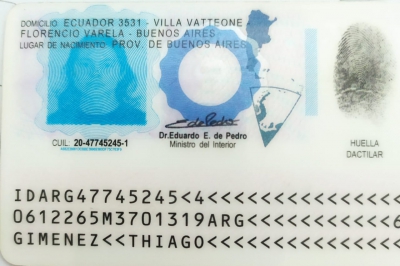 DOMICILIO: ECUADOR 3531 - VILLA VATTEONE
FLORENCIO VARELA - BUENOS AIRES
LUGAR DE NACIMIENTO: PROV. DE BUENOS AIRES
CUIL: 20-47745245-1
Dr. Eduardo E. de Pedro
Ministro del Interior
HUELLA
DACTILAR
IDARG47745245<4<<<<<<<<<<<<<<<
0612265M3701319ARG<<<<<<<<<<<6
GIMENEZ<<THIAGO<<<<<<<<<<<<<<<